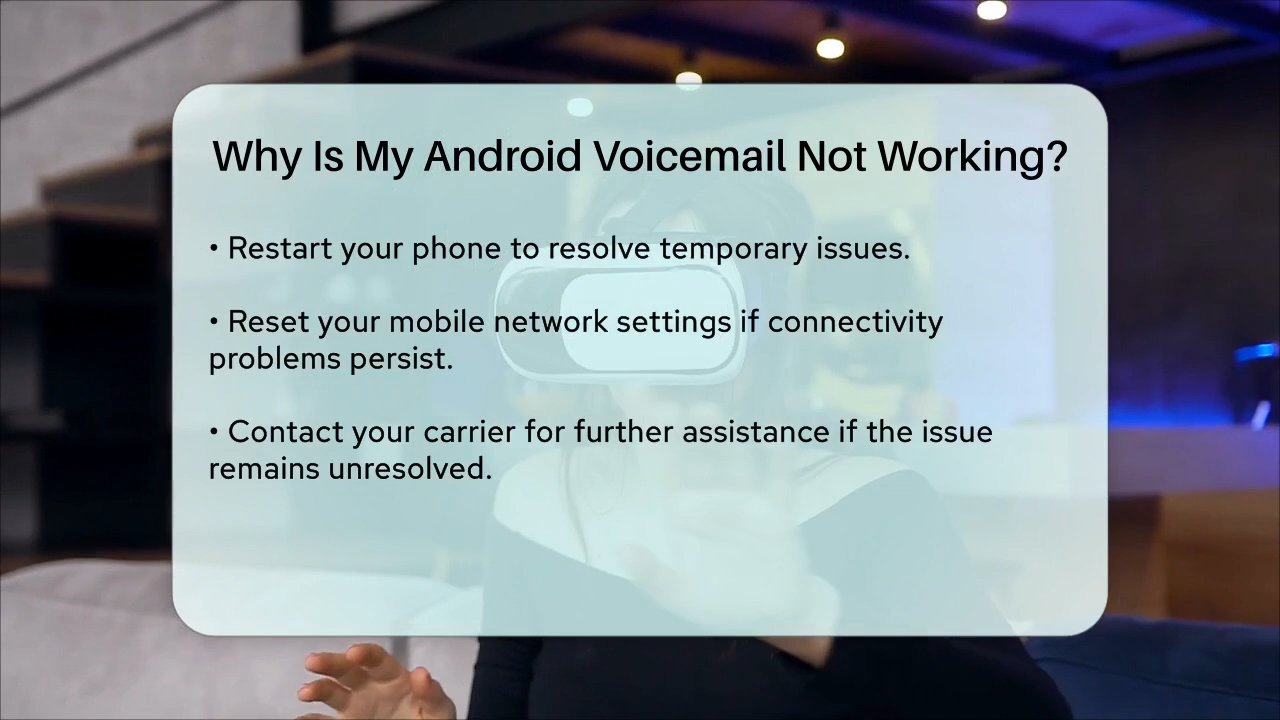 Why Is My Android Voicemail Not Working?
• Restart your phone to resolve temporary issues.
• Reset your mobile network settings if connectivity
problems persist.
• Contact your carrier for further assistance if the issue
remains unresolved.